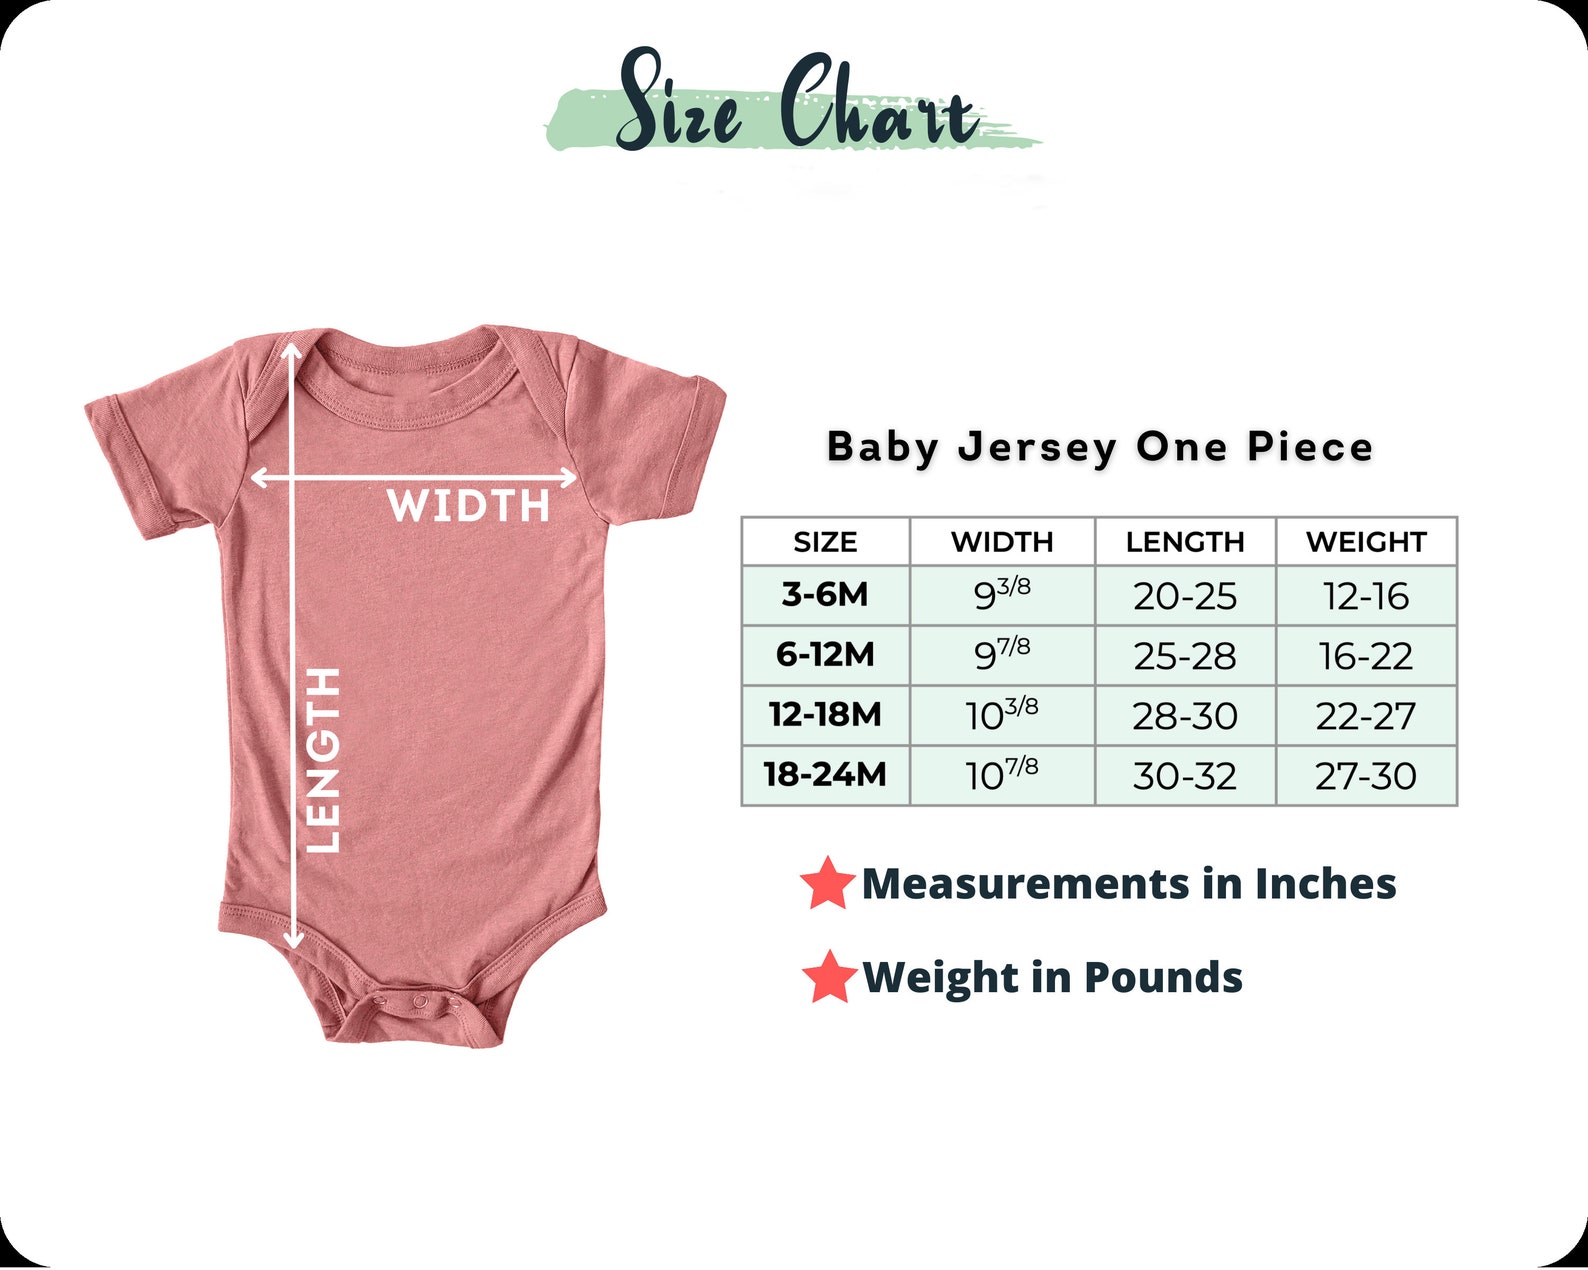 Size Chart
WIDTH
LENGTH
Baby Jersey One Piece
SIZE WIDTH LENGTH WEIGHT
3-6M 9 3/8 20-25 12-16
6-12M 9 7/8 25-28 16-22
12-18M 10 3/8 28-30 22-27
18-24M 10 7/8 30-32 27-30
Measurements in Inches
Weight in Pounds